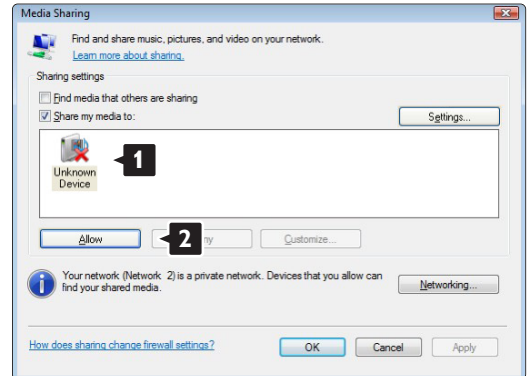 Media Sharing
Find and share music, pictures, and video on your network.
Learn more about sharing.
Sharing settings
Find media that others are sharing
Share my media to:
Settings...
Unknown
Device
1
Allow
2
ny
Customize...
Your network (Network 2) is a private network. Devices that you allow can
find your shared media.
Networking...
How does sharing change firewall settings?
OK
Cancel
Apply